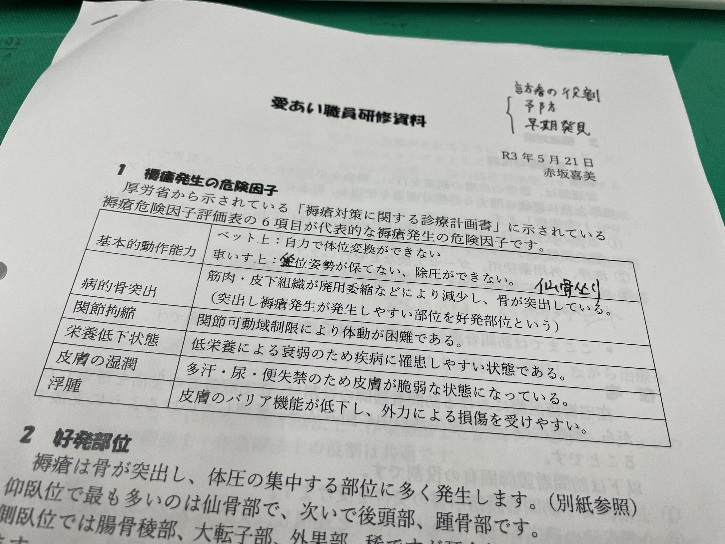 愛あい職員研修資料
役割
予防
早期発見
R3年5月21日
赤坂喜美
1 褥瘡発生の危険因子
厚労省から示されている「褥瘡対策に関する診療計画書」に示されている
褥瘡危険因子評価表の6項目が代表的な褥瘡発生の危険因子です。
基本的動作能力
ベット上：自力で体位変換ができない
車いす上：位姿勢が保てない、除圧ができない。
仙骨
病的骨突出
筋肉・皮下組織が廃用委縮などにより減少し、骨が突出している。
（突出し褥瘡発生が発生しやすい部位を好発部位という）
関節拘縮
関節可動域制限により体動が困難である。
栄養低下状態
低栄養による衰弱のため疾病に罹患しやすい状態である。
皮膚の湿潤
多汗・尿・便失禁のため皮膚が脆弱な状態になっている。
浮腫
皮膚のバリア機能が低下し、外力による損傷を受けやすい。
2 好発部位
褥瘡は骨が突出し、体圧の集中する部位に多く発生します。（別紙参照）
仰臥位で最も多いのは仙骨部で、次いで後頭部、踵骨部です。
側臥位では腸骨稜部、大転子部、外果部、稀ですが